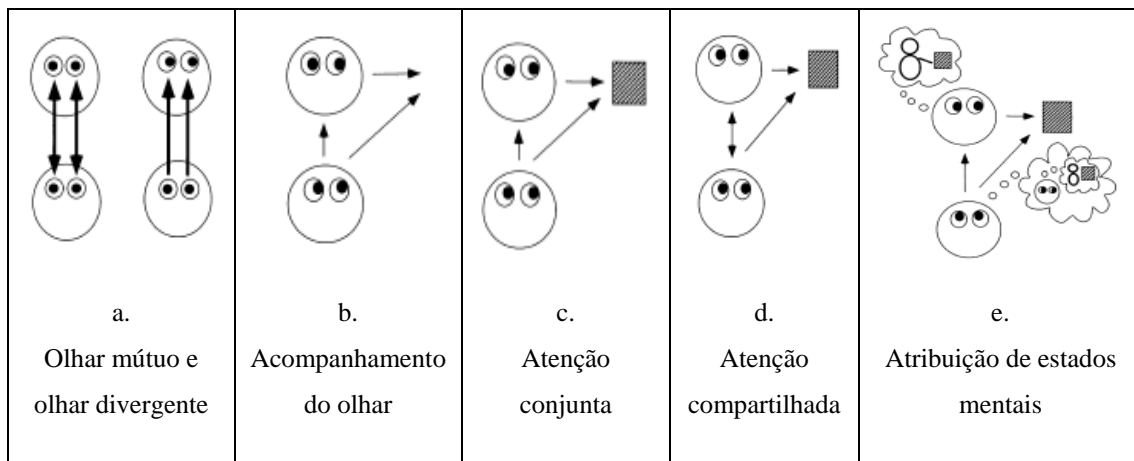 a.
Olhar mútuo e
olhar divergente
b.
Acompanhamento
do olhar
c.
Atenção
conjunta
d.
Atenção
compartilhada
e.
Atribuição de estados
mentais